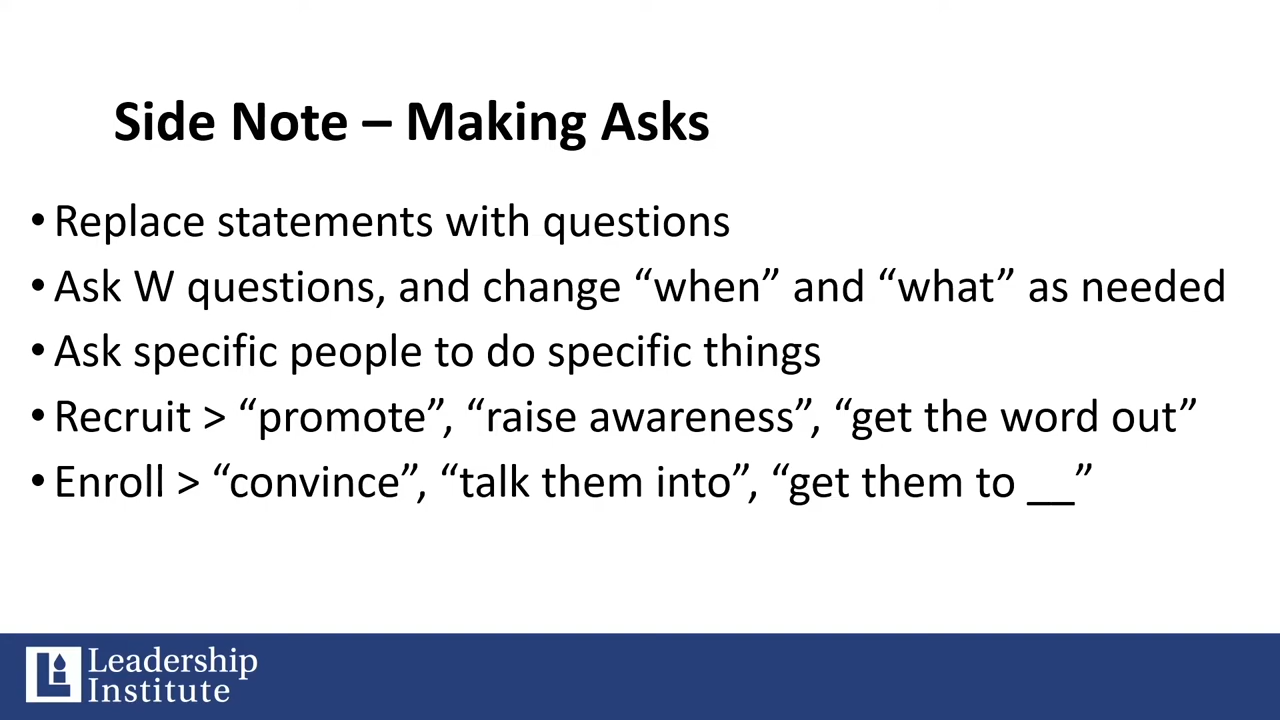 Side Note – Making Asks
• Replace statements with questions
• Ask W questions, and change “when” and “what” as needed
• Ask specific people to do specific things
• Recruit > “promote”, “raise awareness”, “get the word out”
• Enroll > “convince”, “talk them into”, “get them to __”
Leadership
Institute